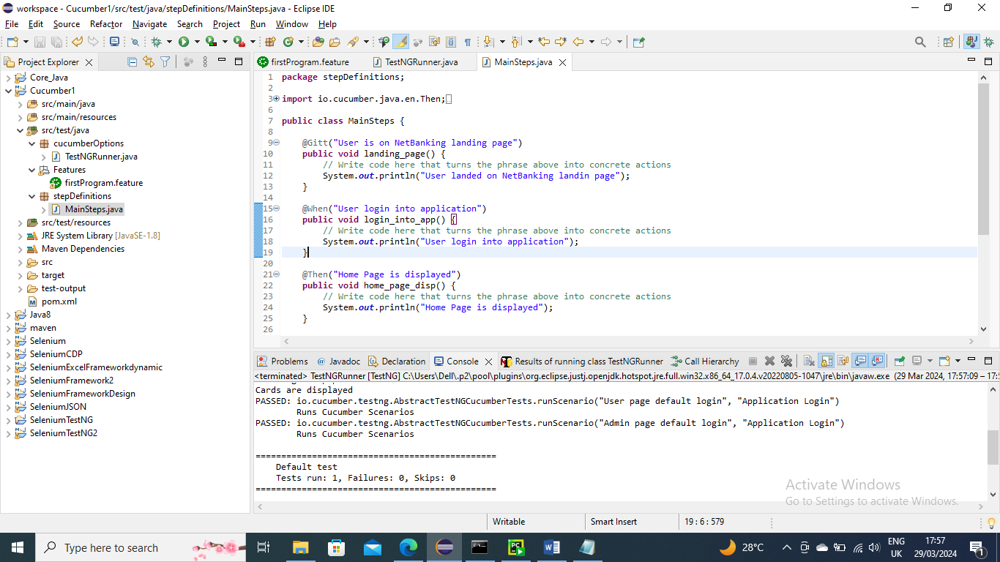 workspace - Cucumber1/src/test/java/stepDefinitions/MainSteps.java - Eclipse IDE
File Edit Source Refactor Navigate Search Project Run Window Help
Project Explorer
Core_Java
Cucumber1
src/main/java
src/main/resources
src/test/java
cucumberOptions
TestNGRunner.java
Features
firstProgram.feature
stepDefinitions
MainSteps.java
src/test/resources
JRE System Library [JavaSE-1.8]
Maven Dependencies
src
target
test-output
pom.xml
Java8
maven
Selenium
SeleniumCDP
SeleniumExcelFrameworkdynamic
SeleniumFramework2
SeleniumFrameworkDesign
SeleniumJSON
SeleniumTestNG
SeleniumTestNG2
firstProgram.feature TestNGRunner.java MainSteps.java
1 package stepDefinitions;
2
3 import io.cucumber.java.en.Then;
6
7 public class MainSteps {
8
9 @Gitt("User is on NetBanking landing page")
10 public void landing_page() {
11 // Write code here that turns the phrase above into concrete actions
12 System.out.println("User landed on NetBanking landin page");
13 }
14
15 @When("User login into application")
16 public void login_into_app() {
17 // Write code here that turns the phrase above into concrete actions
18 System.out.println("User login into application");
19 }
20
21 @Then("Home Page is displayed")
22 public void home_page_disp() {
23 // Write code here that turns the phrase above into concrete actions
24 System.out.println("Home Page is displayed");
25 }
26
Problems @ Javadoc Declaration Console Results of running class TestNGRunner Call Hierarchy
<terminated> TestNGRunner [TestNG] C:\Users\Dell\.p2\pool\plugins\org.eclipse.justj.openjdk.hotspot.jre.full.win32.x86_64_17.0.4.v20220805-1047\jre\bin\javaw.exe (29 Mar 2024, 17:57:09 – 17:5
Cards are displayed
PASSED: io.cucumber.testng.AbstractTestNGCucumberTests.runScenario("User page default login", "Application Login")
Runs Cucumber Scenarios
PASSED: io.cucumber.testng.AbstractTestNGCucumberTests.runScenario("Admin page default login", "Application Login")
Runs Cucumber Scenarios
===============================================
Default test
Tests run: 1, Failures: 0, Skips: 0
===============================================
Activate Windows
Go to Settings to activate Windows.
Writable Smart Insert 19 : 6 : 579
Type here to search
28°C
ENG
UK
17:57
29/03/2024
1